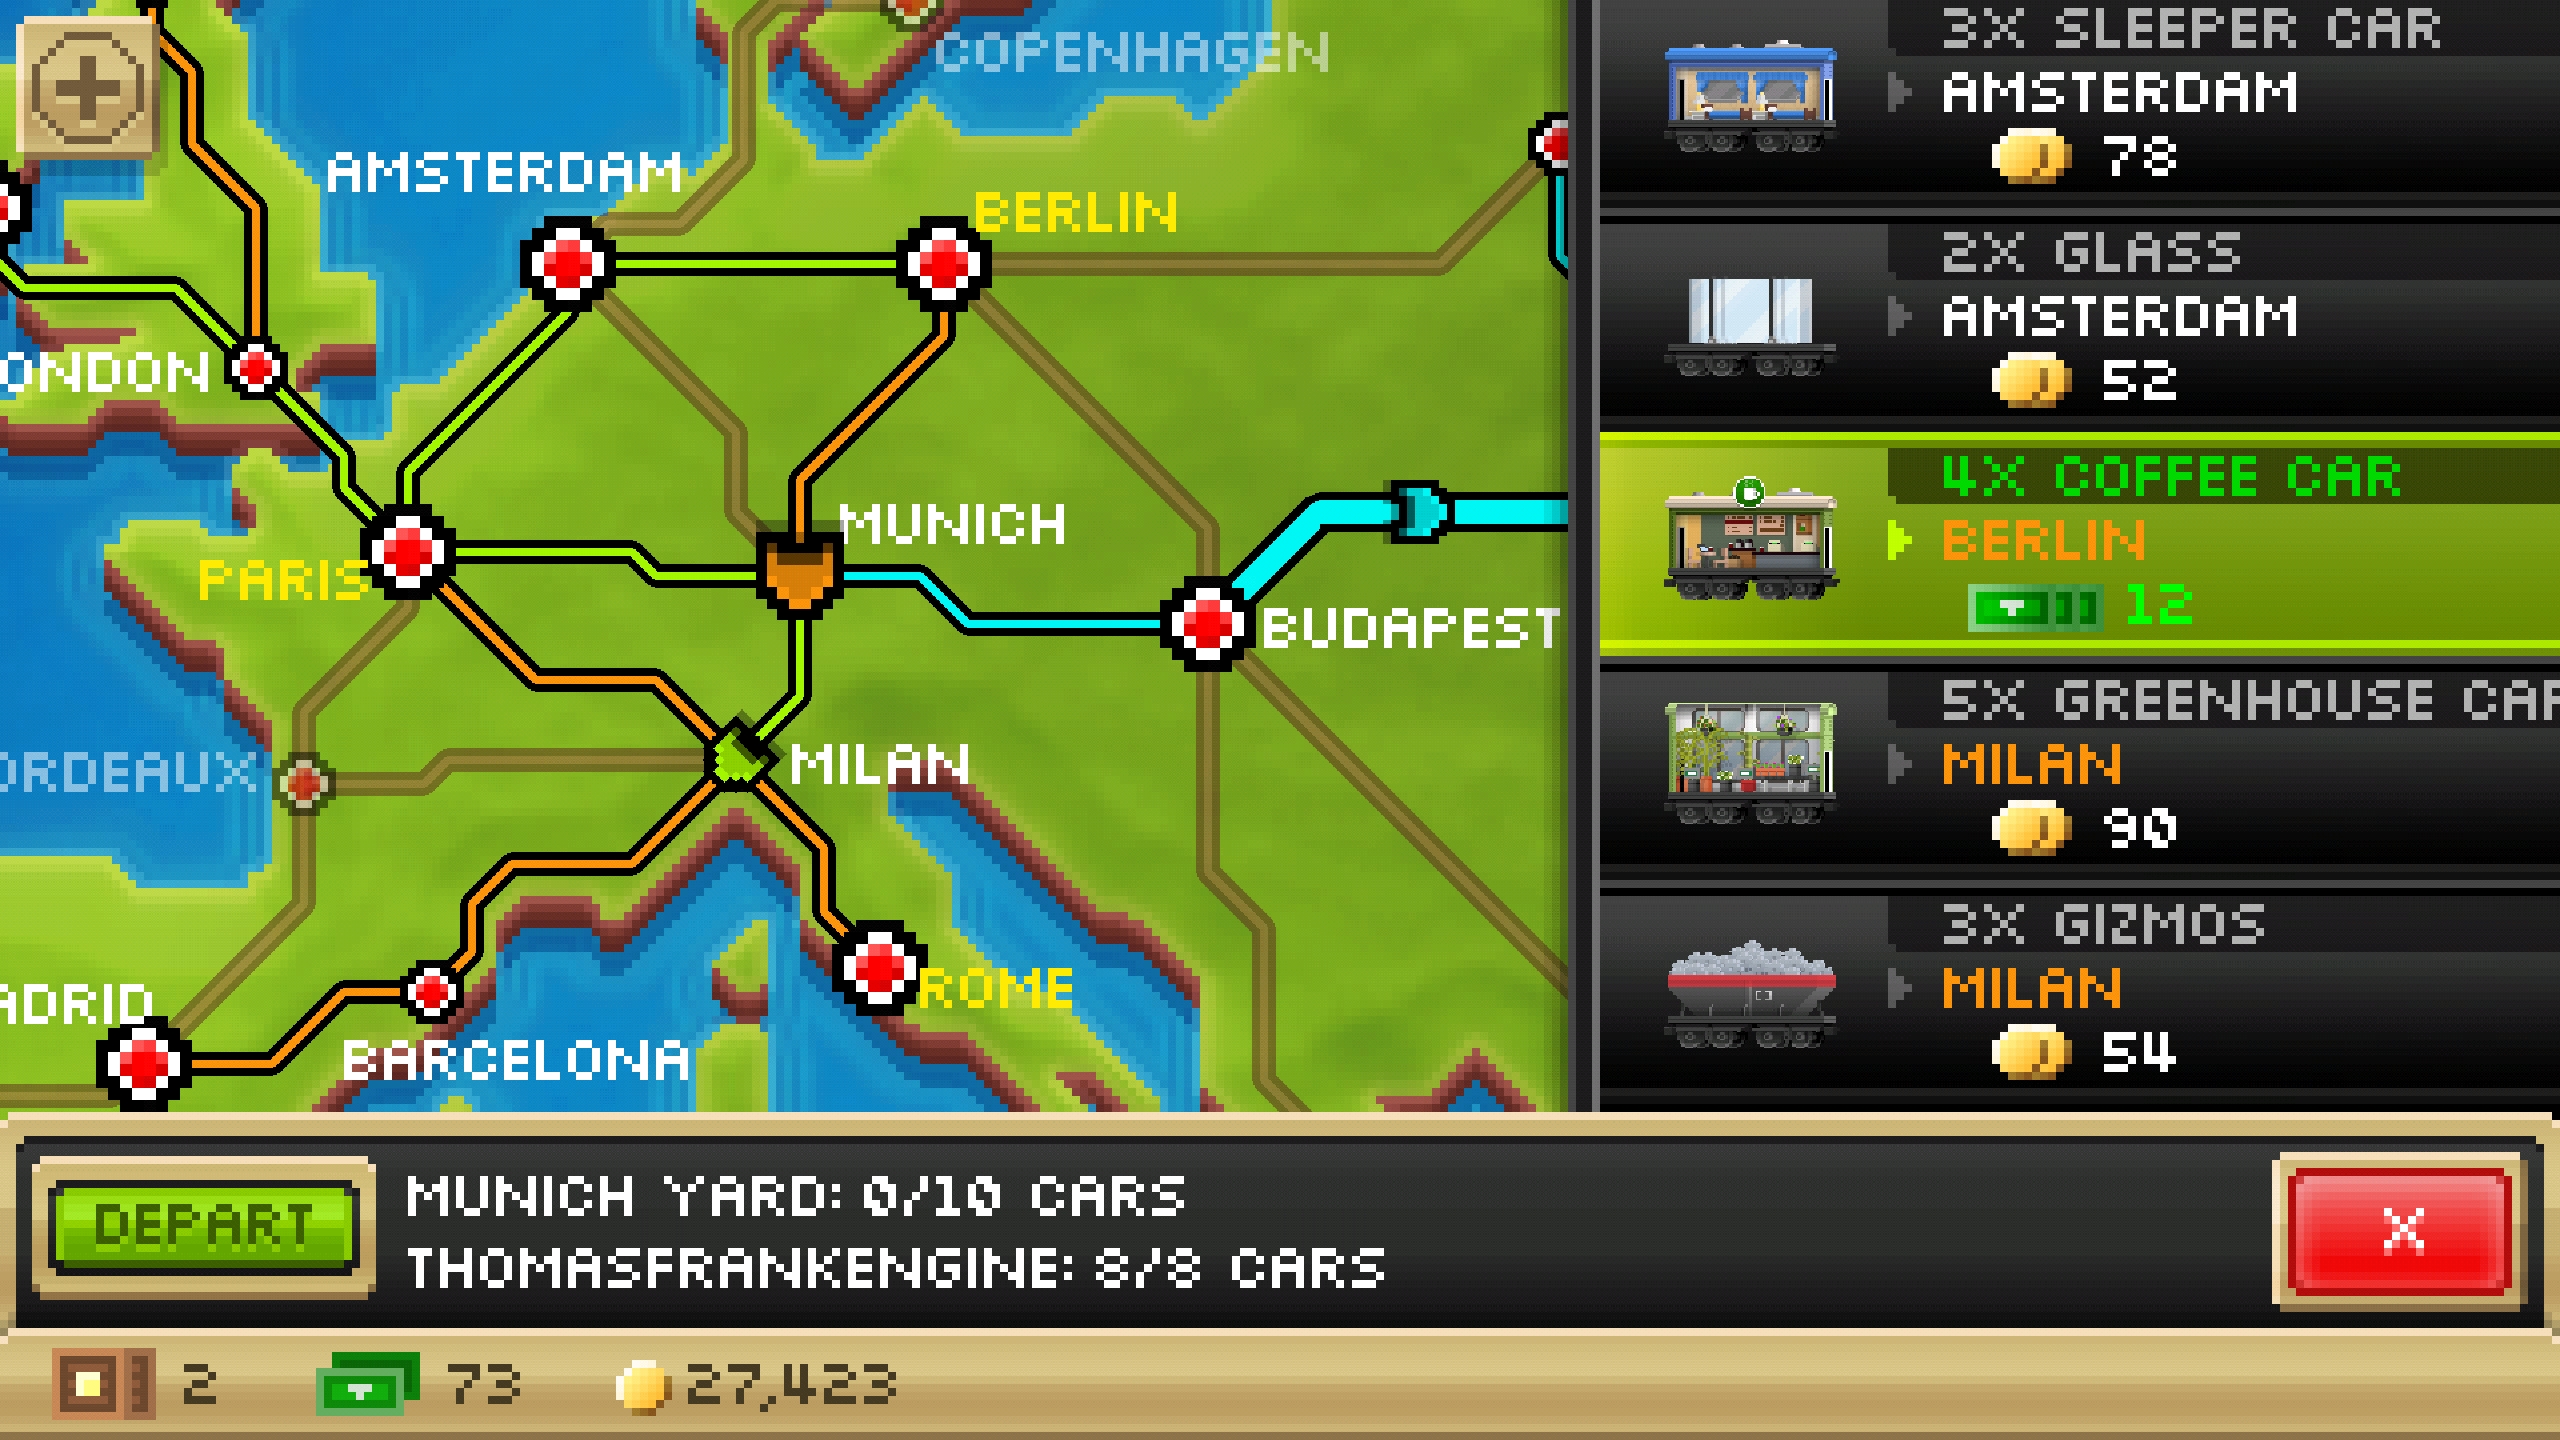 COPENHAGEN
AMSTERDAM
BERLIN
ONDON
MUNICH
PARIS
BUDAPEST
ORDEAUX
MILAN
ROME
ADRID
BARCELONA
3X SLEEPER CAR
AMSTERDAM
78
2X GLASS
AMSTERDAM
52
4X COFFEE CAR
BERLIN
12
5X GREENHOUSE CAR
MILAN
90
3X GIZMOS
MILAN
54
DEPART
MUNICH YARD: 0/10 CARS
THOMASFRANKENGINE: 8/8 CARS
X
2
73
27,423